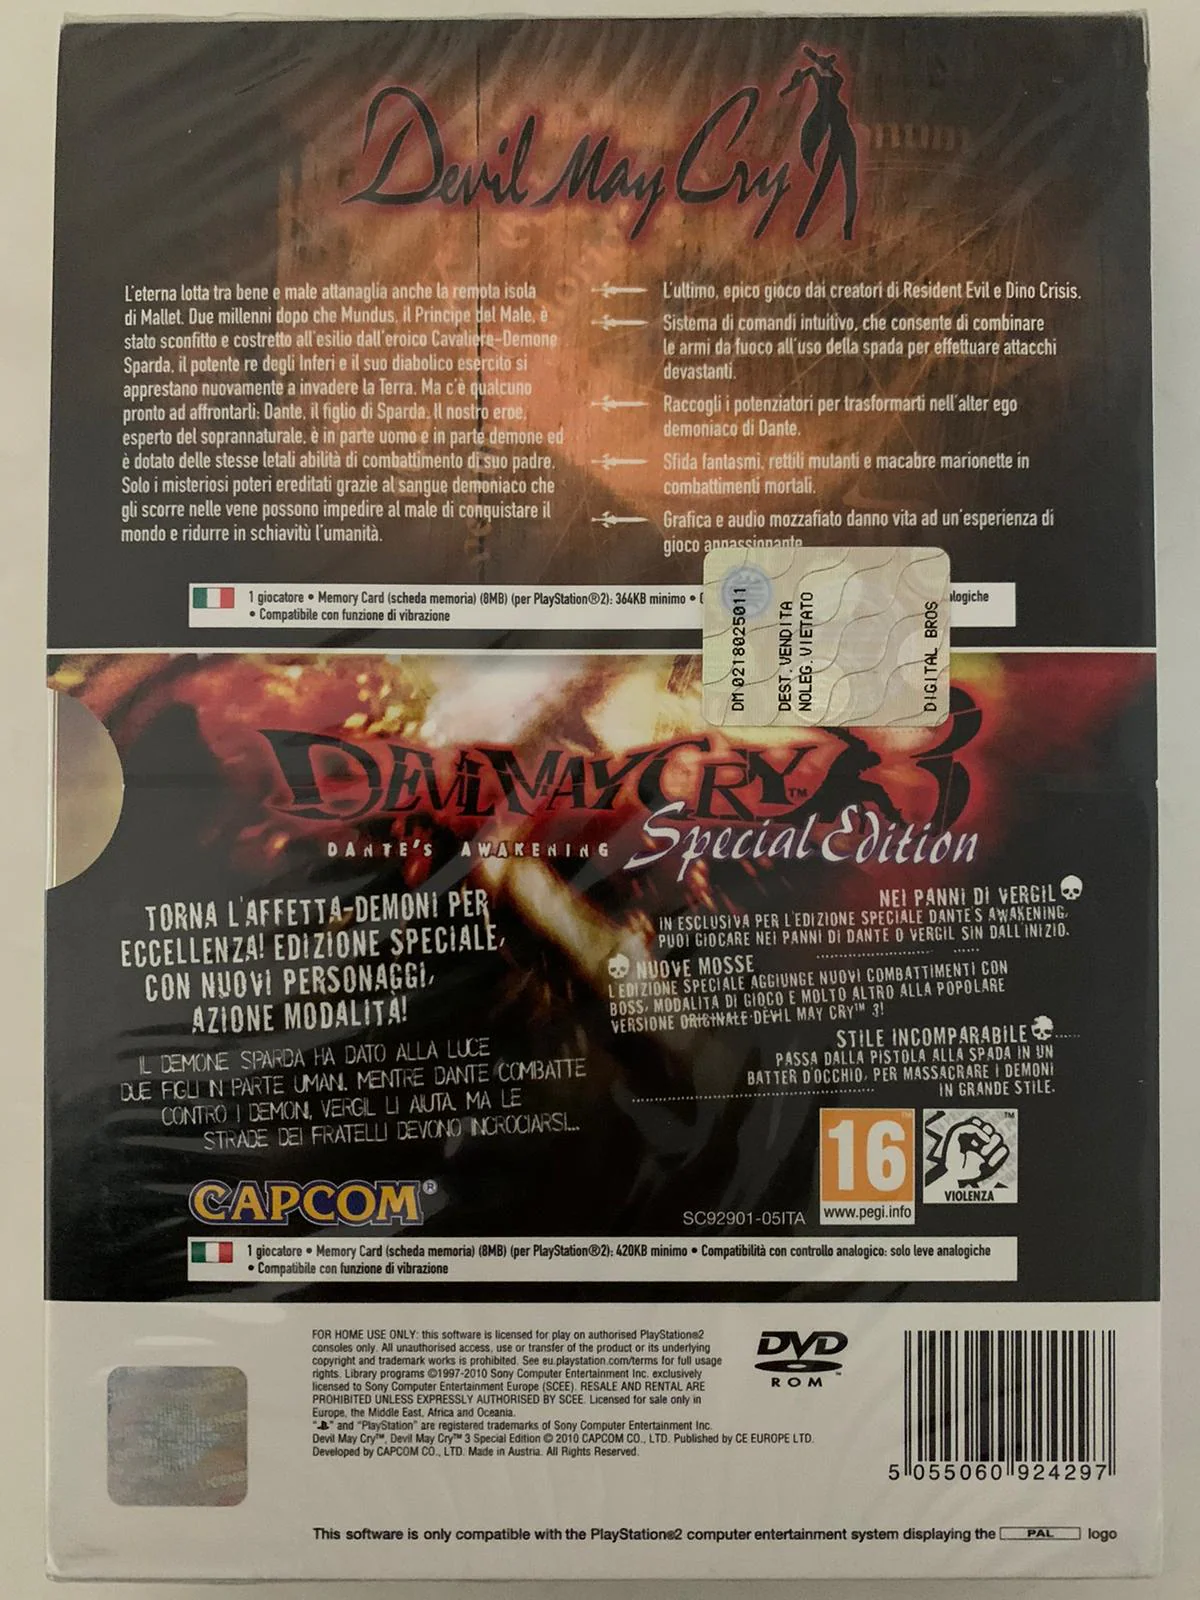 Devil May Cry
L'eterna lotta tra bene e male attanaglia anche la remota isola
di Mallet. Due millenni dopo che Mundus, il Principe del Male, è
stato sconfitto e costretto all'esilio dall'eroico Cavaliere-Demone
Sparda, il potente re degli Inferi e il suo diabolico esercito si
apprestano nuovamente a invadere la Terra. Ma c'è qualcuno
pronto ad affrontarli: Dante, il figlio di Sparda. Il nostro eroe,
esperto del soprannaturale, è in parte uomo e in parte demone ed
è dotato delle stesse letali abilità di combattimento di suo padre.
Solo i misteriosi poteri ereditati grazie al sangue demoniaco che
gli scorre nelle vene possono impedire al male di conquistare il
mondo e ridurre in schiavitù l'umanità.
L'ultimo, epico gioco dai creatori di Resident Evil e Dino Crisis.
Sistema di comandi intuitivo, che consente di combinare
le armi da fuoco all'uso della spada per effettuare attacchi
devastanti.
Raccogli i potenziatori per trasformarti nell'alter ego
demoniaco di Dante.
Sfida fantasmi, rettili mutanti e macabre marionette in
combattimenti mortali.
Grafica e audio mozzafiato danno vita ad un'esperienza di
gioco appassionante
1 giocatore • Memory Card (scheda memoria) (8MB) (per PlayStation®2): 364KB minimo •
• Compatibile con funzione di vibrazione
DM 0218025011
DEST.VENDITA
NOLEG.VIETATO
DIGITAL BROS
DEVIL MAY CRY™ 3
DANTE'S AWAKENING Special Edition
TORNA L'AFFETTA-DEMONI PER
ECCELLENZA! EDIZIONE SPECIALE,
CON NUOVI PERSONAGGI,
AZIONE MODALITÀ!
IL DEMONE SPARDA HA DATO ALLA LUCE
DUE FIGLI IN PARTE UMANI. MENTRE DANTE COMBATTE
CONTRO I DEMONI, VERGIL LI AIUTA. MA LE
STRADE DEI FRATELLI DEVONO INCROCIARSI...
NEI PANNI DI VERGIL
IN ESCLUSIVA PER L'EDIZIONE SPECIALE DANTE'S AWAKENING,
PUOI GIOCARE NEI PANNI DI DANTE O VERGIL SIN DALL'INIZIO.
NUOVE MOSSE
L'EDIZIONE SPECIALE AGGIUNGE NUOVI COMBATTIMENTI CON
BOSS, MODALITÀ DI GIOCO E MOLTO ALTRO ALLA POPOLARE
VERSIONE ORIGINALE DEVIL MAY CRY™ 3!
STILE INCOMPARABILE
PASSA DALLA PISTOLA ALLA SPADA IN UN
BATTER D'OCCHIO, PER MASSACRARE I DEMONI
IN GRANDE STILE.
CAPCOM®
SC92901-05ITA
16
www.pegi.info
VIOLENZA
1 giocatore • Memory Card (scheda memoria) (8MB) (per PlayStation®2): 420KB minimo • Compatibilità con controllo analogico: solo leve analogiche
• Compatibile con funzione di vibrazione
FOR HOME USE ONLY: this software is licensed for play on authorised PlayStation®2
consoles only. All unauthorised access, use or transfer of the product or its underlying
copyright and trademark works is prohibited. See eu.playstation.com/terms for full usage
rights. Library programs ©1997-2010 Sony Computer Entertainment Inc. exclusively
licensed to Sony Computer Entertainment Europe (SCEE). RESALE AND RENTAL ARE
PROHIBITED UNLESS EXPRESSLY AUTHORISED BY SCEE. Licensed for sale only in
Europe, the Middle East, Africa and Oceania.
" " and "PlayStation" are registered trademarks of Sony Computer Entertainment Inc.
Devil May Cry™, Devil May Cry™ 3 Special Edition © 2010 CAPCOM CO., LTD. Published by CE EUROPE LTD.
Developed by CAPCOM CO., LTD. Made in Austria. All Rights Reserved.
DVD
ROM
5 055060 924297
This software is only compatible with the PlayStation®2 computer entertainment system displaying the PAL logo